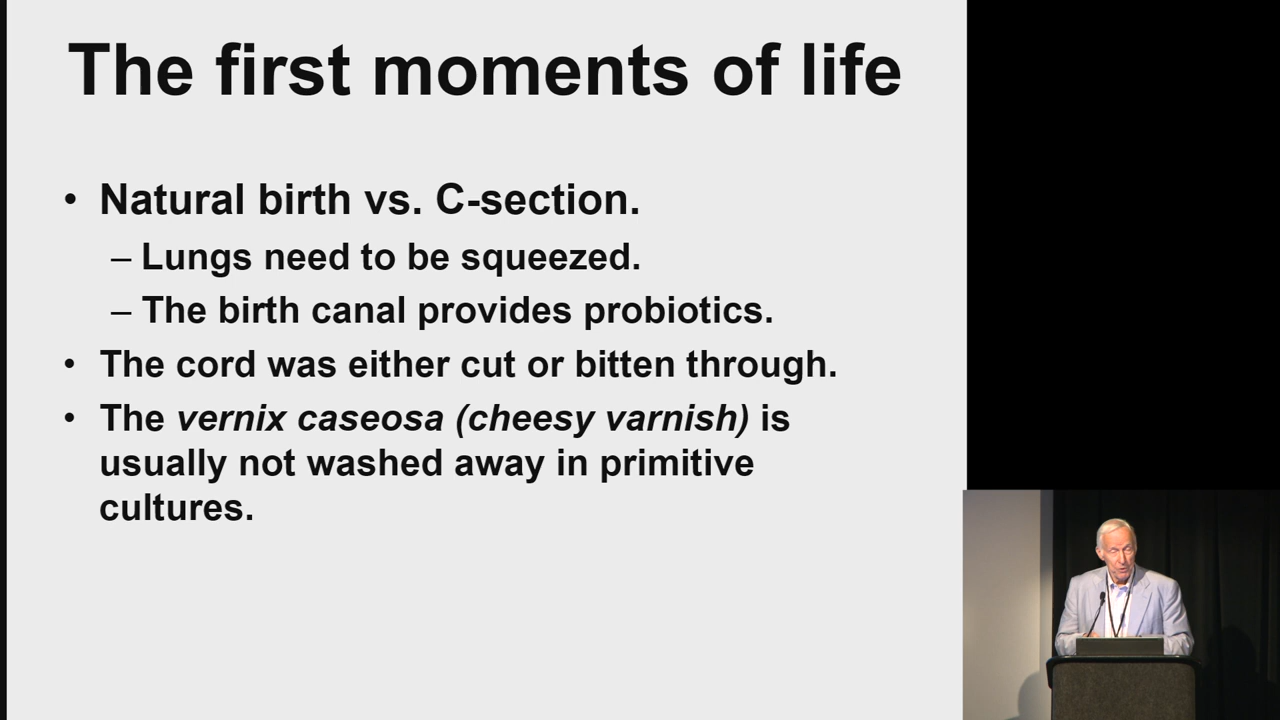 The first moments of life
• Natural birth vs. C-section.
– Lungs need to be squeezed.
– The birth canal provides probiotics.
• The cord was either cut or bitten through.
• The vernix caseosa (cheesy varnish) is
usually not washed away in primitive
cultures.